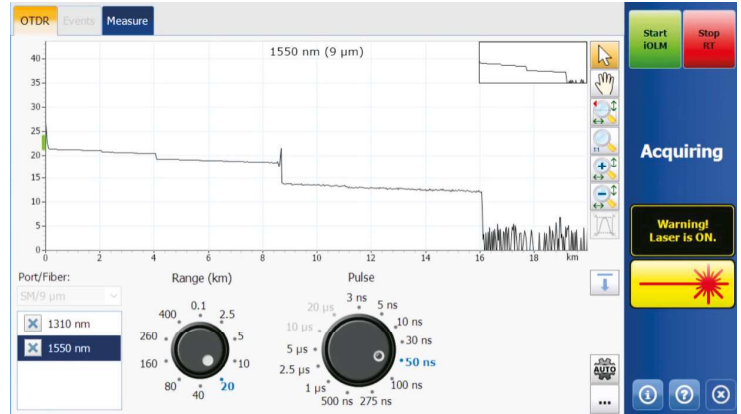 OTDR
Events
Measure
1550 nm (9 µm)
40
35
30
25
20
15
10
5
0
0
2
4
6
8
10
12
14
16
18
km
1:1
Port/Fiber:
SM/9 µm
1310 nm
1550 nm
Range (km)
0.1
2.5
5
10
20
40
80
160
260
400
Pulse
3 ns
5 ns
10 ns
30 ns
50 ns
100 ns
275 ns
500 ns
1 µs
2.5 µs
5 µs
10 µs
20 µs
AUTO
...
Start
iOLM
Stop
RT
Acquiring
Warning!
Laser is ON.